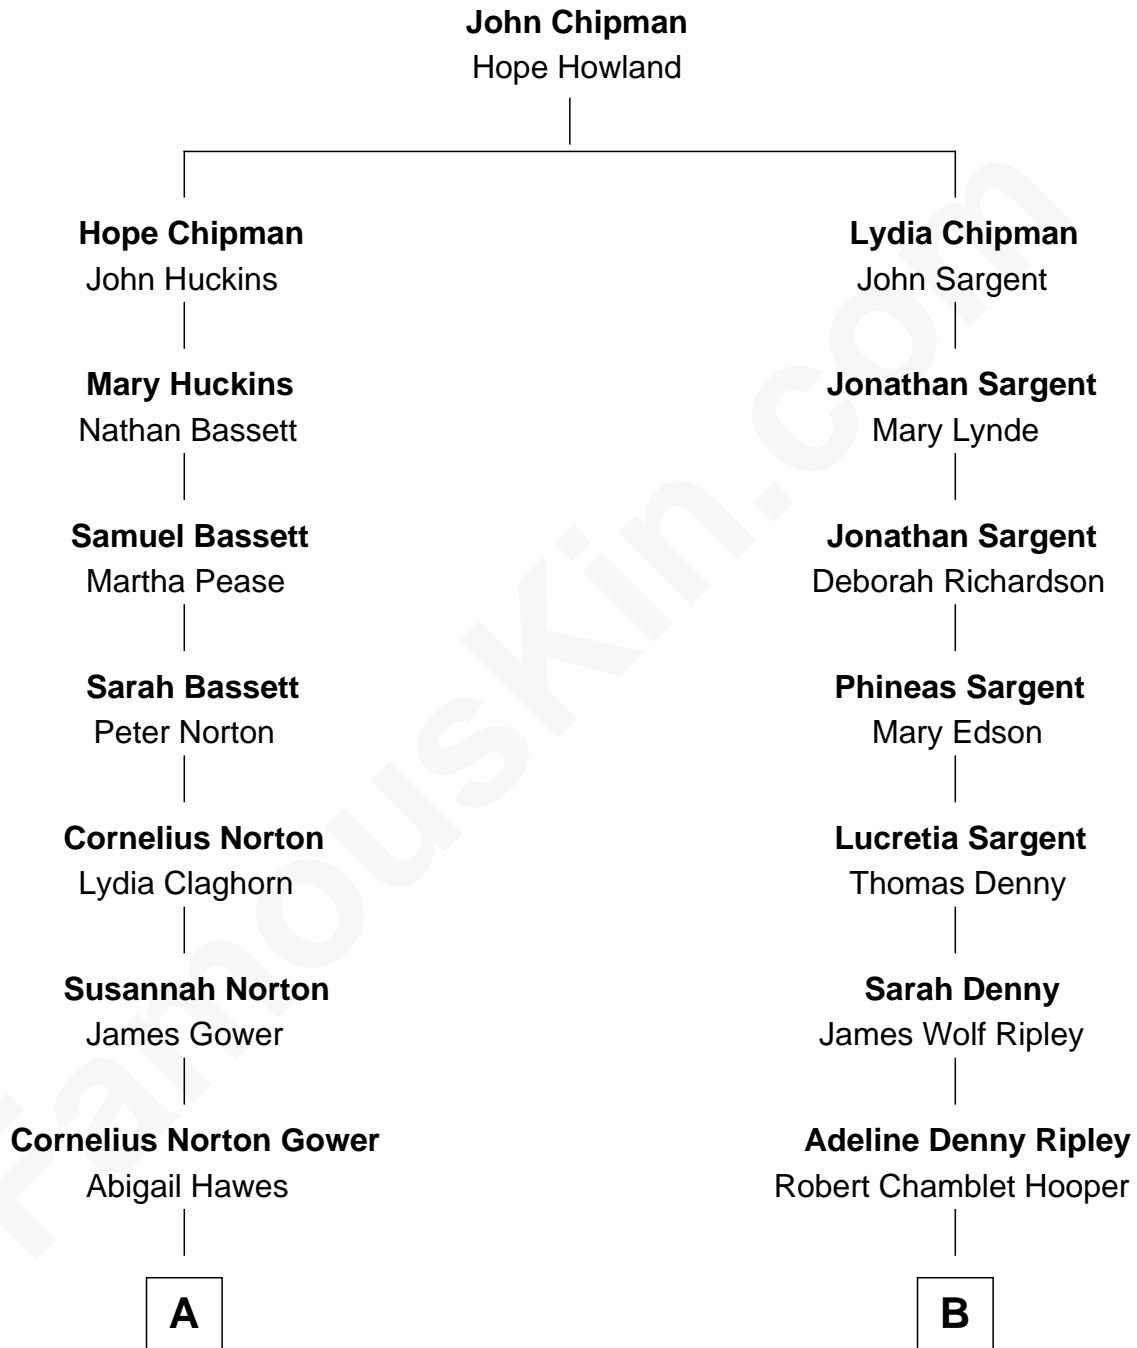 John Chipman
Hope Howland
Hope Chipman
John Huckins
Lydia Chipman
John Sargent
Mary Huckins
Nathan Bassett
Jonathan Sargent
Mary Lynde
Samuel Bassett
Martha Pease
Jonathan Sargent
Deborah Richardson
Sarah Bassett
Peter Norton
Phineas Sargent
Mary Edson
Cornelius Norton
Lydia Claghorn
Lucretia Sargent
Thomas Denny
Susannah Norton
James Gower
Sarah Denny
James Wolf Ripley
Cornelius Norton Gower
Abigail Hawes
Adeline Denny Ripley
Robert Chamblet Hooper
A
B
FamousKin.com